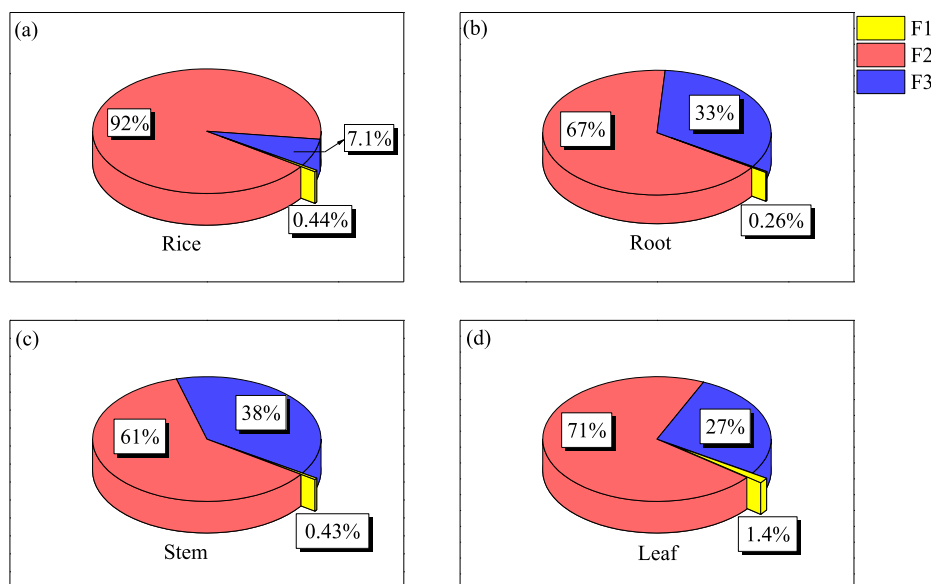 (a)
92%
7.1%
0.44%
Rice
(b)
67%
33%
0.26%
Root
F1
F2
F3
(c)
61%
38%
0.43%
Stem
(d)
71%
27%
1.4%
Leaf